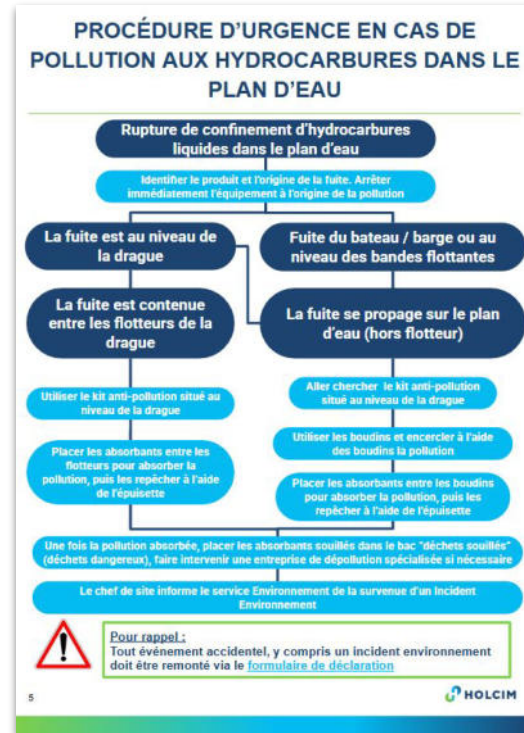 PROCÉDURE D'URGENCE EN CAS DE
POLLUTION AUX HYDROCARBURES DANS LE
PLAN D'EAU
Rupture de confinement d'hydrocarbures
liquides dans le plan d'eau
Identifier le produit et l'origine de la fuite. Arrêter
immédiatement l'équipement à l'origine de la pollution
La fuite est au niveau de
la drague
Fuite du bateau / barge ou au
niveau des bandes flottantes
La fuite est contenue
entre les flotteurs de la
drague
La fuite se propage sur le plan
d'eau (hors flotteur)
Utiliser le kit anti-pollution situé au
niveau de la drague
Aller chercher le kit anti-pollution
situé au niveau de la drague
Placer les absorbants entre les
flotteurs pour absorber la
pollution, puis les repêcher à l'aide
de l'épuisette
Utiliser les boudins et encercler à l'aide
des boudins la pollution
Placer les absorbants entre les boudins
pour absorber la pollution, puis les
repêcher à l'aide de l'épuisette
Une fois la pollution absorbée, placer les absorbants souillés dans le bac "déchets souillés"
(déchets dangereux), faire intervenir une entreprise de dépollution spécialisée si nécessaire
Le chef de site informe le service Environnement de la survenue d'un Incident
Environnement
Pour rappel :
Tout événement accidentel, y compris un incident environnement
doit être remonté via le formulaire de déclaration
5
HOLCIM